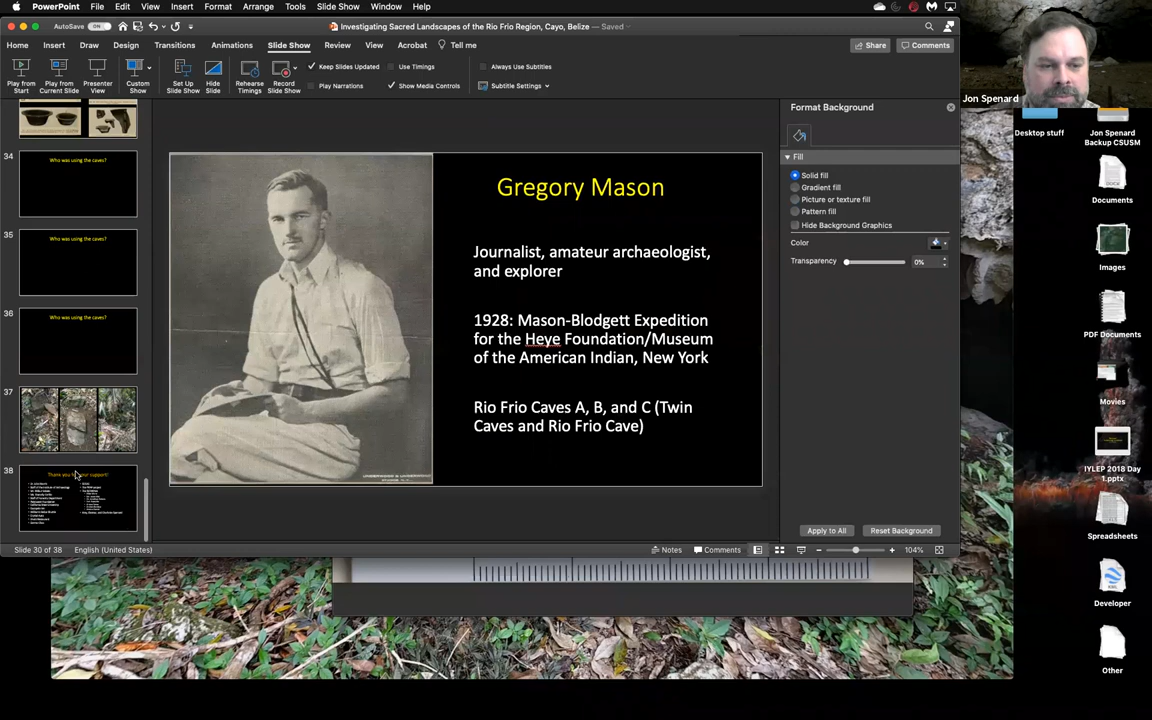 PowerPoint File Edit View Insert Format Arrange Tools Slide Show Window Help
AutoSave ON Investigating Sacred Landscapes of the Rio Frio Region, Cayo, Belize — Saved
Home Insert Draw Design Transitions Animations Slide Show Review View Acrobat Tell me Share Comments
Play from Start
Play from Current Slide
Presenter View
Custom Show
Set Up Slide Show
Hide Slide
Rehearse Timings
Record Slide Show
Keep Slides Updated
Use Timings
Always Use Subtitles
Play Narrations
Show Media Controls
Subtitle Settings
Jon Spenard
Format Background
Fill
Solid fill
Gradient fill
Picture or texture fill
Pattern fill
Hide Background Graphics
Color
Transparency 0%
Apply to All Reset Background
34
Who was using the caves?
35
Who was using the caves?
36
Who was using the caves?
37
38
Gregory Mason
Journalist, amateur archaeologist,
and explorer
1928: Mason-Blodgett Expedition
for the Heye Foundation/Museum
of the American Indian, New York
Rio Frio Caves A, B, and C (Twin
Caves and Rio Frio Cave)
Slide 30 of 38 English (United States) Notes Comments 104%
Desktop stuff
Jon Spenard
Backup CSUSM
Documents
Images
PDF Documents
Movies
IYLEP 2018 Day
1.pptx
Spreadsheets
Developer
Other